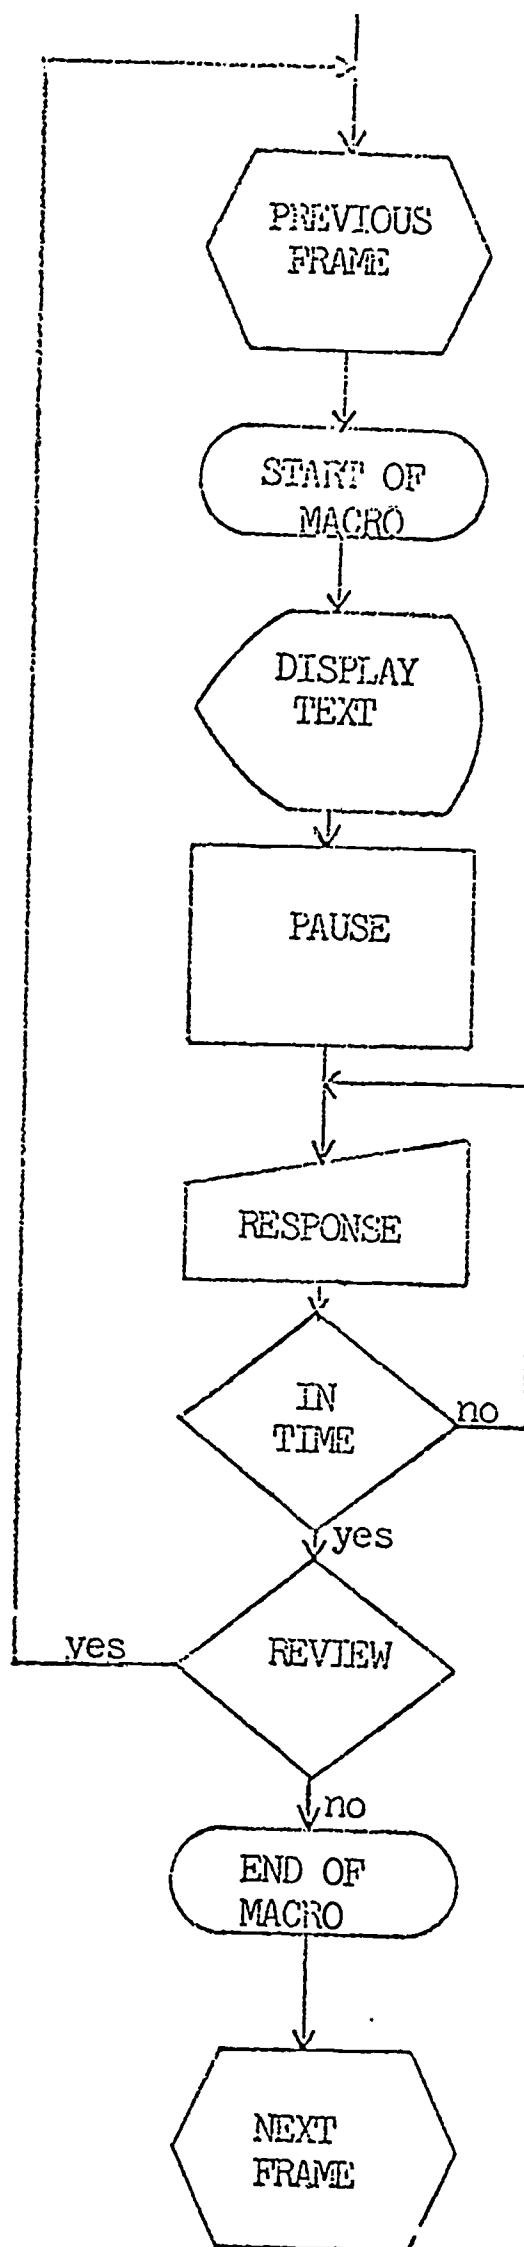 PREVIOUS
FRAME
START OF
MACRO
DISPLAY
TEXT
PAUSE
RESPONSE
IN
TIME
no
yes
REVIEW
yes
no
END OF
MACRO
NEXT
FRAME